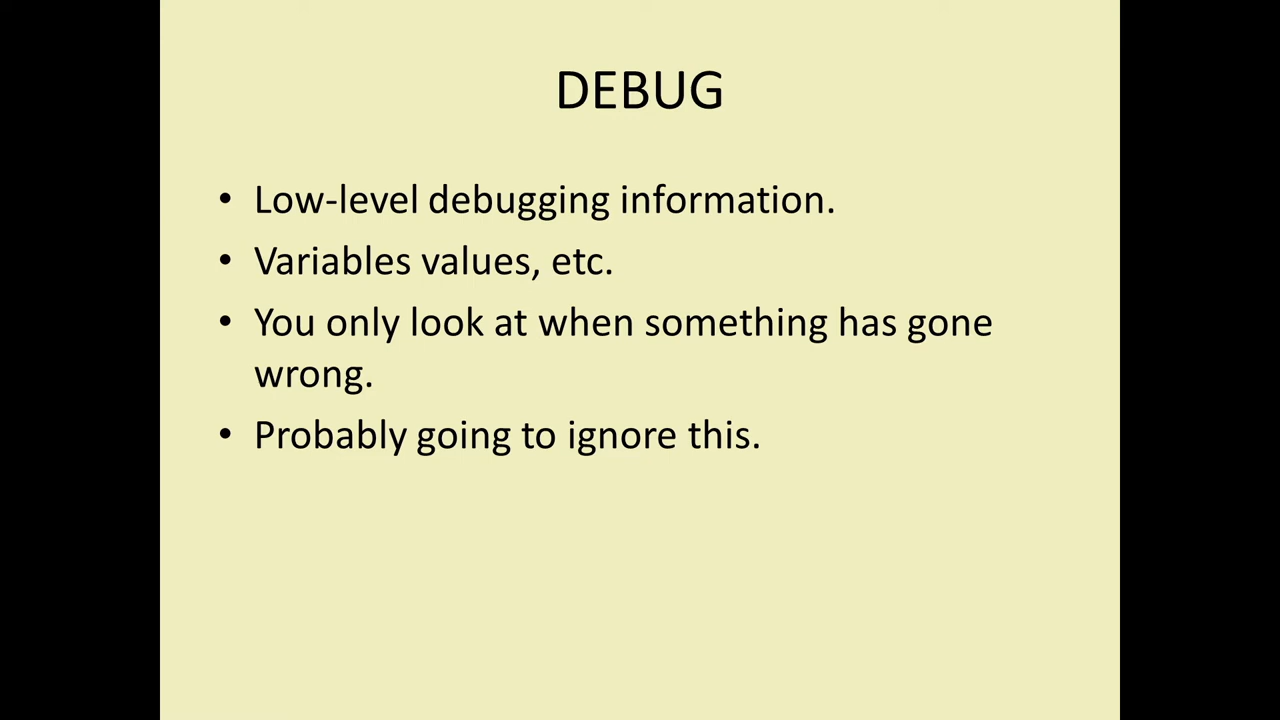 DEBUG
• Low-level debugging information.
• Variables values, etc.
• You only look at when something has gone
wrong.
• Probably going to ignore this.